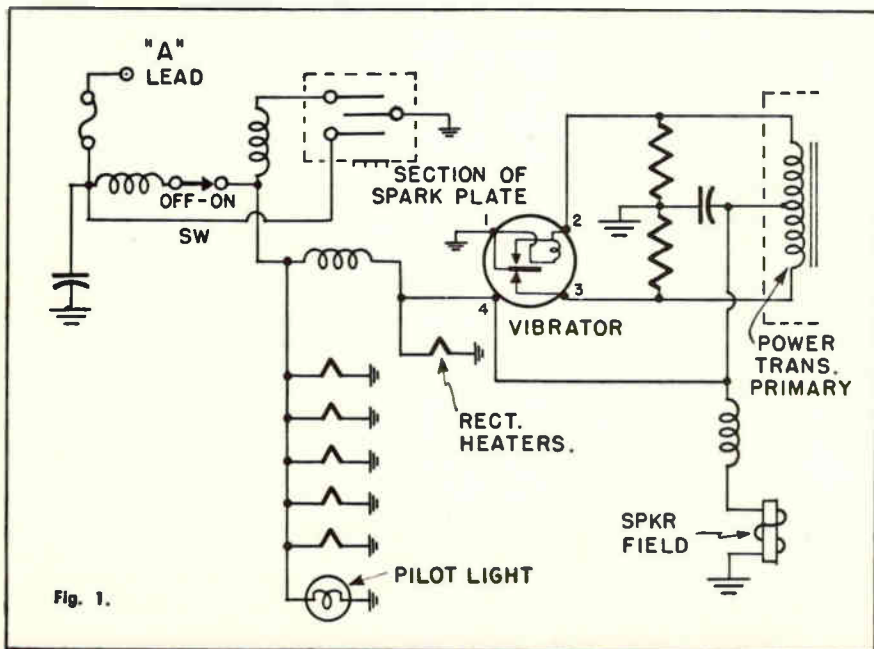 "A"
LEAD
OFF-ON
SW
SECTION OF
SPARK PLATE
2
3
4
VIBRATOR
POWER
TRANS.
PRIMARY
RECT.
HEATERS.
SPKR
FIELD
PILOT LIGHT
Fig. 1.